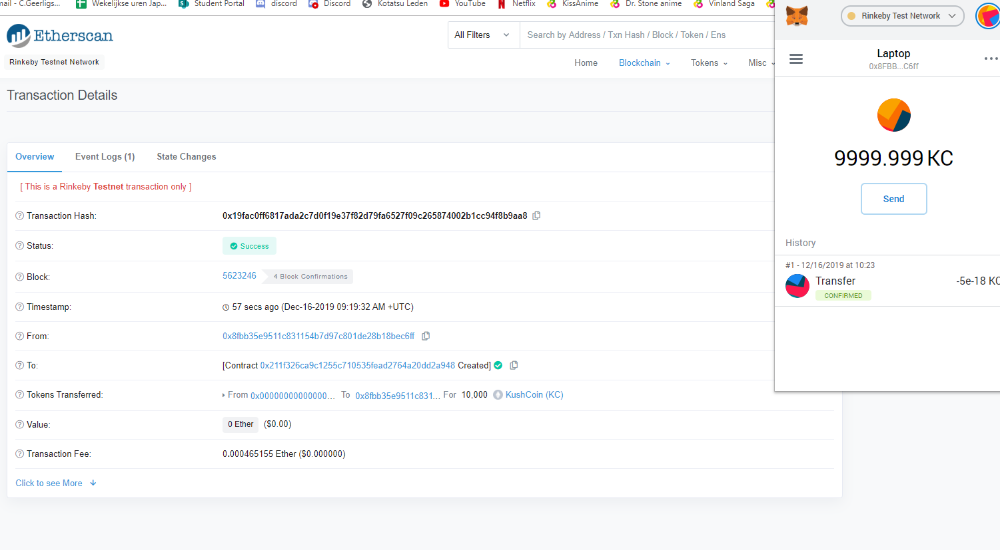 mail - C.Geerligs...
Wekelijkse uren Jap...
Student Portal
discord
Discord
Kotatsu Leden
YouTube
Netflix
KissAnime
Dr. Stone anime
Vinland Saga
Etherscan
Rinkeby Testnet Network
All Filters
Search by Address / Txn Hash / Block / Token / Ens
Home
Blockchain
Tokens
Misc
Transaction Details
Overview
Event Logs (1)
State Changes
[ This is a Rinkeby Testnet transaction only ]
Transaction Hash:
0x19fac0ff6817ada2c7d0f19e37f82d79fa6527f09c265874002b1cc94f8b9aa8
Status:
Success
Block:
5623246
4 Block Confirmations
Timestamp:
57 secs ago (Dec-16-2019 09:19:32 AM +UTC)
From:
0x8fbb35e9511c831154b7d97c801de28b18bec6ff
To:
[Contract 0x211f326ca9c1255c710535fead2764a20dd2a948 Created]
Tokens Transferred:
From 0x00000000000000... To 0x8fbb35e9511c831... For 10,000 KushCoin (KC)
Value:
0 Ether ($0.00)
Transaction Fee:
0.000465155 Ether ($0.000000)
Click to see More
Rinkeby Test Network
Laptop
0x8FBB...C6ff
9999.999 KC
Send
History
#1 - 12/16/2019 at 10:23
Transfer
-5e-18 KC
CONFIRMED